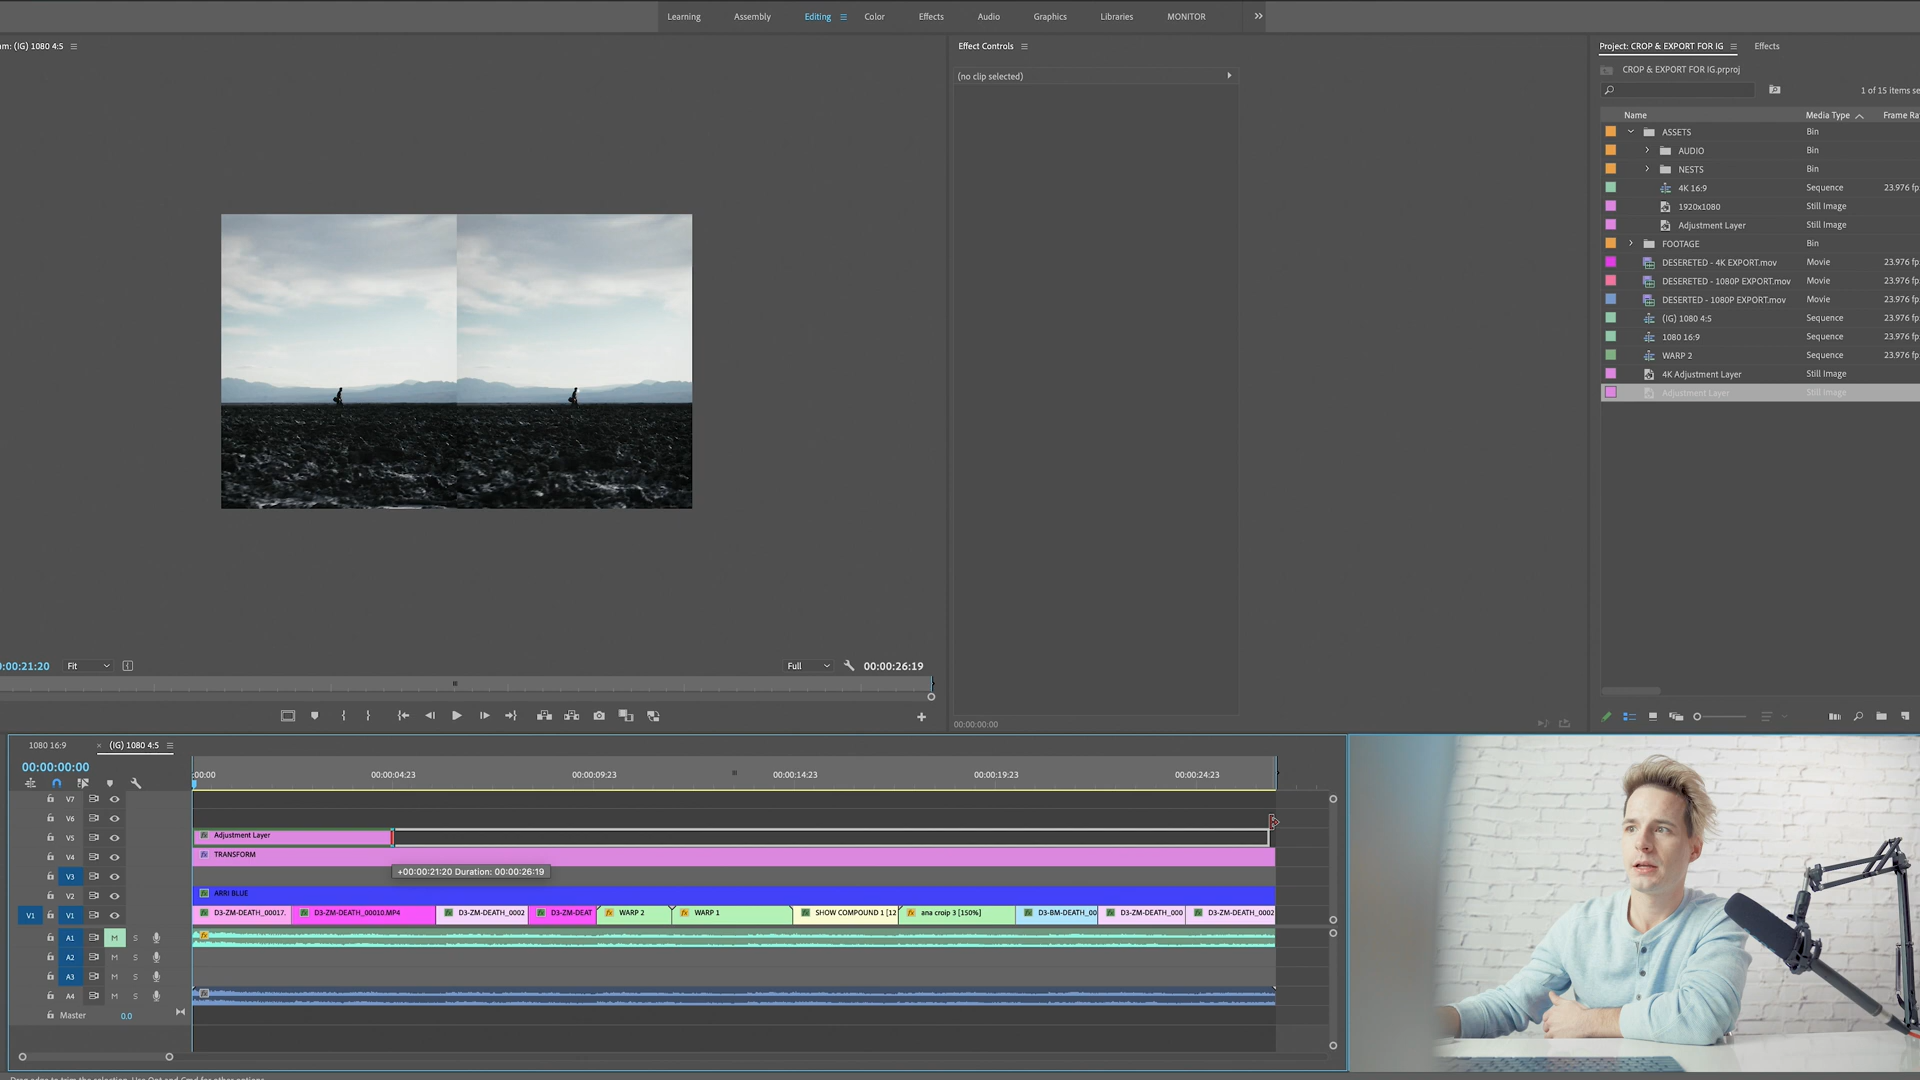 Learning Assembly Editing Color Effects Audio Graphics Libraries MONITOR
am: (IG) 1080 4:5
Effect Controls
Project: CROP & EXPORT FOR IG Effects
(no clip selected)
CROP & EXPORT FOR IG.prproj
1 of 15 items se
Name Media Type Frame Ra
ASSETS Bin
AUDIO Bin
NESTS Bin
4K 16:9 Sequence 23.976 fp
1920x1080 Still Image
Adjustment Layer Still Image
FOOTAGE Bin
DESERETED - 4K EXPORT.mov Movie 23.976 fp
DESERETED - 1080P EXPORT.mov Movie 23.976 fp
DESERTED - 1080P EXPORT.mov Movie 23.976 fp
(IG) 1080 4:5 Sequence 23.976 fp
1080 16:9 Sequence 23.976 fp
WARP 2 Sequence 23.976 fp
4K Adjustment Layer Still Image
Adjustment Layer Still Image
):00:21:20 Fit Full 00:00:26:19
00:00:00:00
1080 16:9 (IG) 1080 4:5
00:00:00:00
:00:00 00:00:04:23 00:00:09:23 00:00:14:23 00:00:19:23 00:00:24:23
V7
V6
V5 Adjustment Layer
V4 TRANSFORM
V3 +00:00:21:20 Duration: 00:00:26:19
V2 ARRI BLUE
V1 V1 D3-ZM-DEATH_00017. D3-ZM-DEATH_00010.MP4 D3-ZM-DEATH_0002 D3-ZM-DEAT WARP 2 WARP 1 SHOW COMPOUND 1 [12 ana croip 3 [150%] D3-BM-DEATH_00 D3-ZM-DEATH_000 D3-ZM-DEATH_0002
A1 M S
A2 M S
A3 M S
A4 M S
Master 0.0